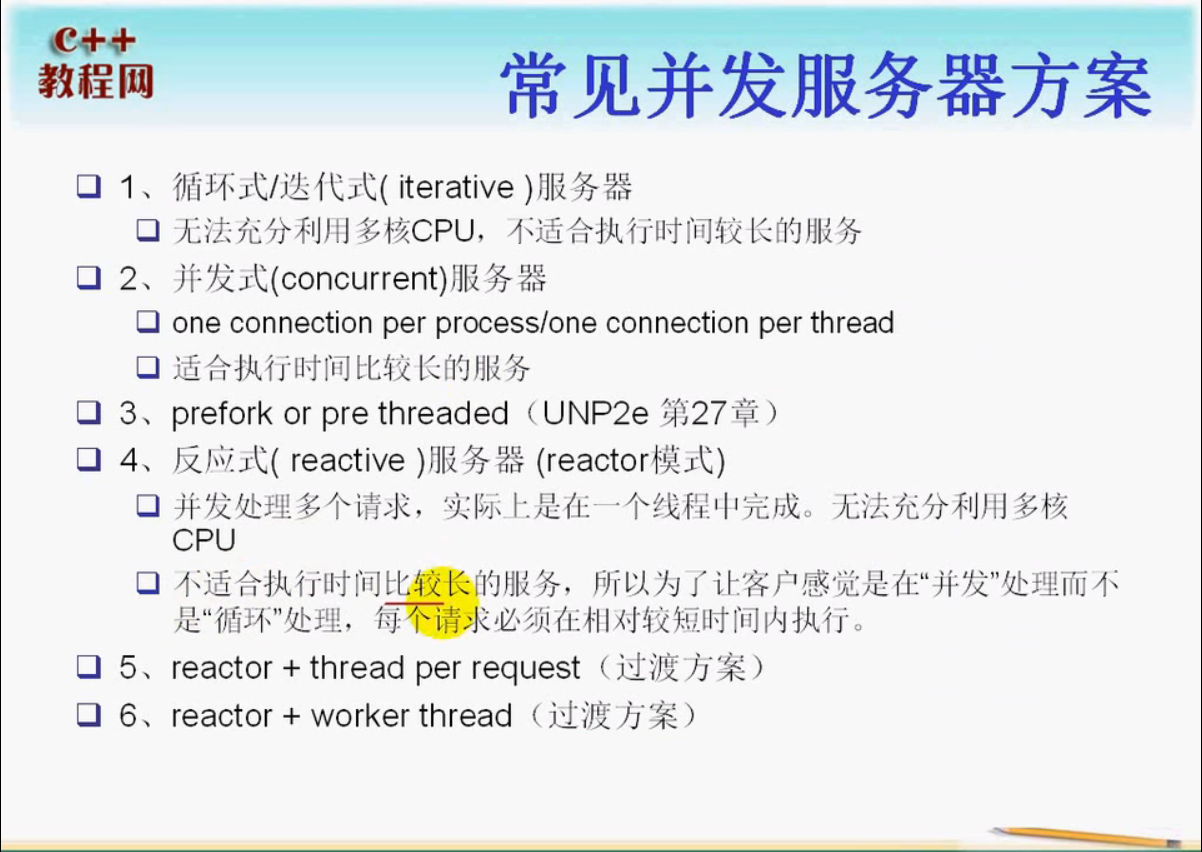 C++
教程网
常见并发服务器方案
1、循环式/迭代式( iterative )服务器
无法充分利用多核CPU，不适合执行时间较长的服务
2、并发式(concurrent)服务器
one connection per process/one connection per thread
适合执行时间比较长的服务
3、prefork or pre threaded（UNP2e 第27章）
4、反应式( reactive )服务器 (reactor模式)
并发处理多个请求，实际上是在一个线程中完成。无法充分利用多核
CPU
不适合执行时间比较长的服务，所以为了让客户感觉是在“并发”处理而不
是“循环”处理，每个请求必须在相对较短时间内执行。
5、reactor + thread per request（过渡方案）
6、reactor + worker thread（过渡方案）